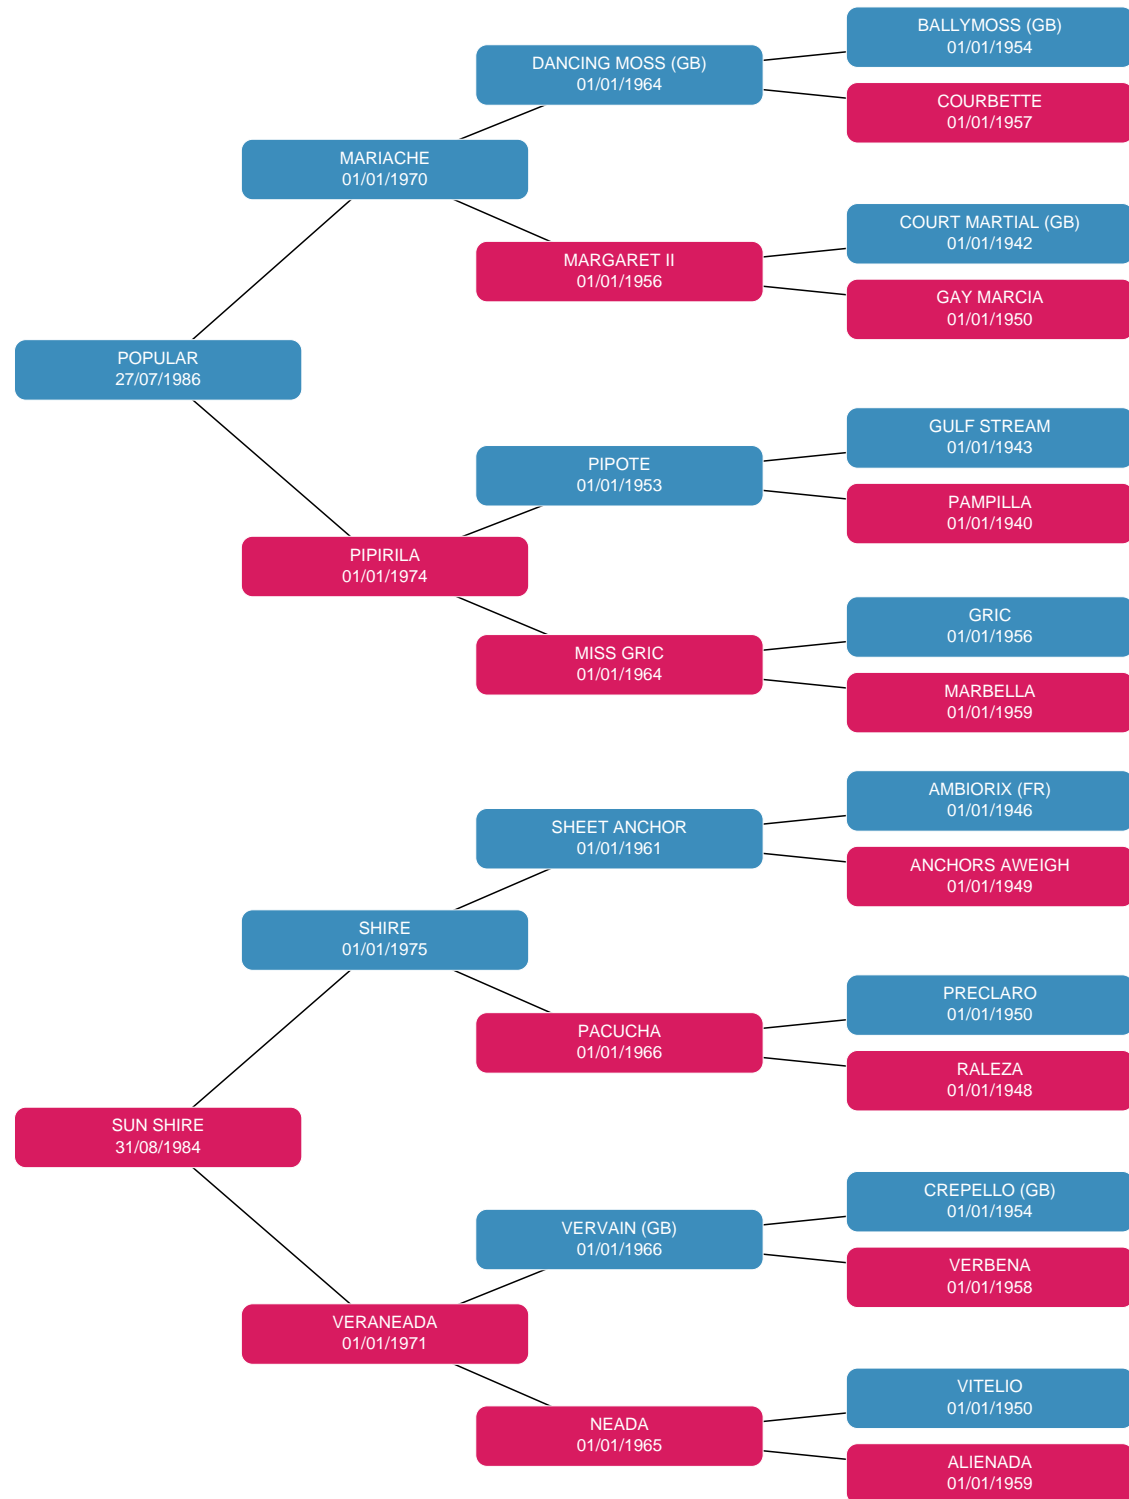 BALLYMOSS (GB)
01/01/1954
DANCING MOSS (GB)
01/01/1964
COURBETTE
01/01/1957
MARIACHE
01/01/1970
COURT MARTIAL (GB)
01/01/1942
MARGARET II
01/01/1956
GAY MARCIA
01/01/1950
POPULAR
27/07/1986
GULF STREAM
01/01/1943
PIPOTE
01/01/1953
PAMPILLA
01/01/1940
PIPIRILA
01/01/1974
GRIC
01/01/1956
MISS GRIC
01/01/1964
MARBELLA
01/01/1959
AMBIORIX (FR)
01/01/1946
SHEET ANCHOR
01/01/1961
ANCHORS AWEIGH
01/01/1949
SHIRE
01/01/1975
PRECLARO
01/01/1950
PACUCHA
01/01/1966
RALEZA
01/01/1948
SUN SHIRE
31/08/1984
CREPELLO (GB)
01/01/1954
VERVAIN (GB)
01/01/1966
VERBENA
01/01/1958
VERANEADA
01/01/1971
VITELIO
01/01/1950
NEADA
01/01/1965
ALIENADA
01/01/1959